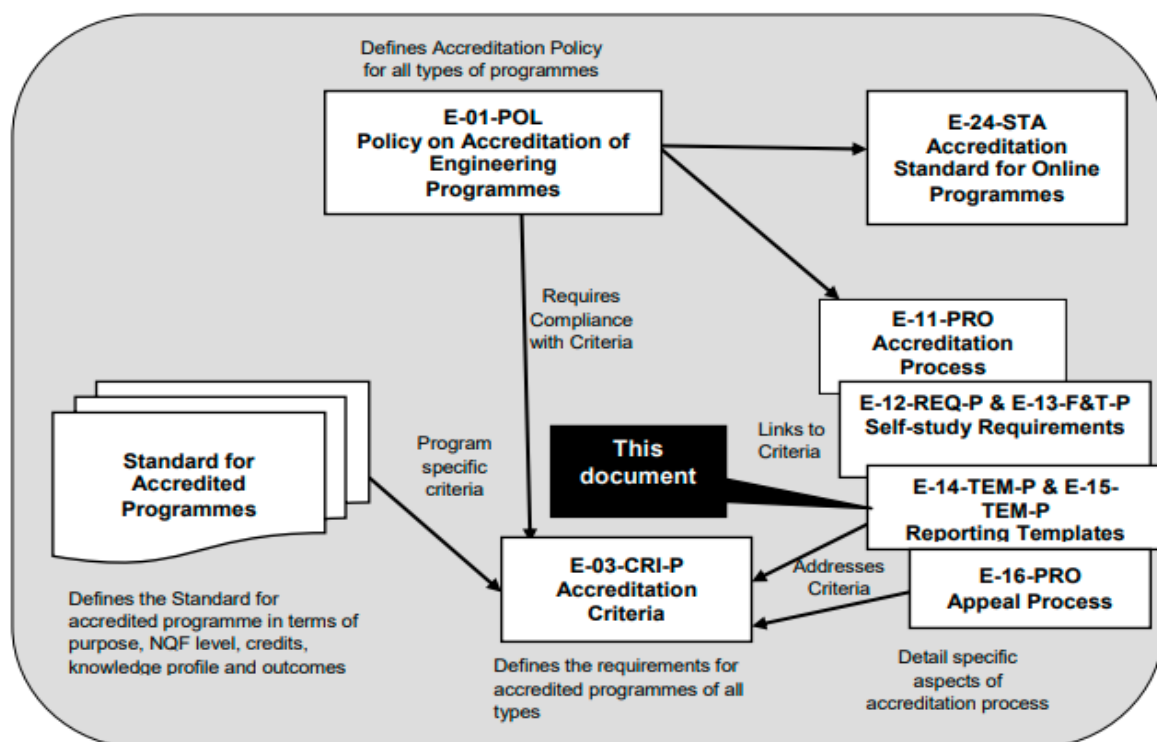 Defines Accreditation Policy
for all types of programmes
E-01-POL
Policy on Accreditation of
Engineering
Programmes
E-24-STA
Accreditation
Standard for Online
Programmes
Requires
Compliance
with Criteria
E-11-PRO
Accreditation
Process
E-12-REQ-P & E-13-F&T-P
Self-study Requirements
Links to
Criteria
This
document
Program
specific
criteria
Standard for
Accredited
Programmes
E-14-TEM-P & E-15-
TEM-P
Reporting Templates
E-03-CRI-P
Accreditation
Criteria
Addresses
Criteria
E-16-PRO
Appeal Process
Defines the Standard for
accredited programme in terms of
purpose, NQF level, credits,
knowledge profile and outcomes
Defines the requirements for
accredited programmes of all
types
Detail specific
aspects of
accreditation process